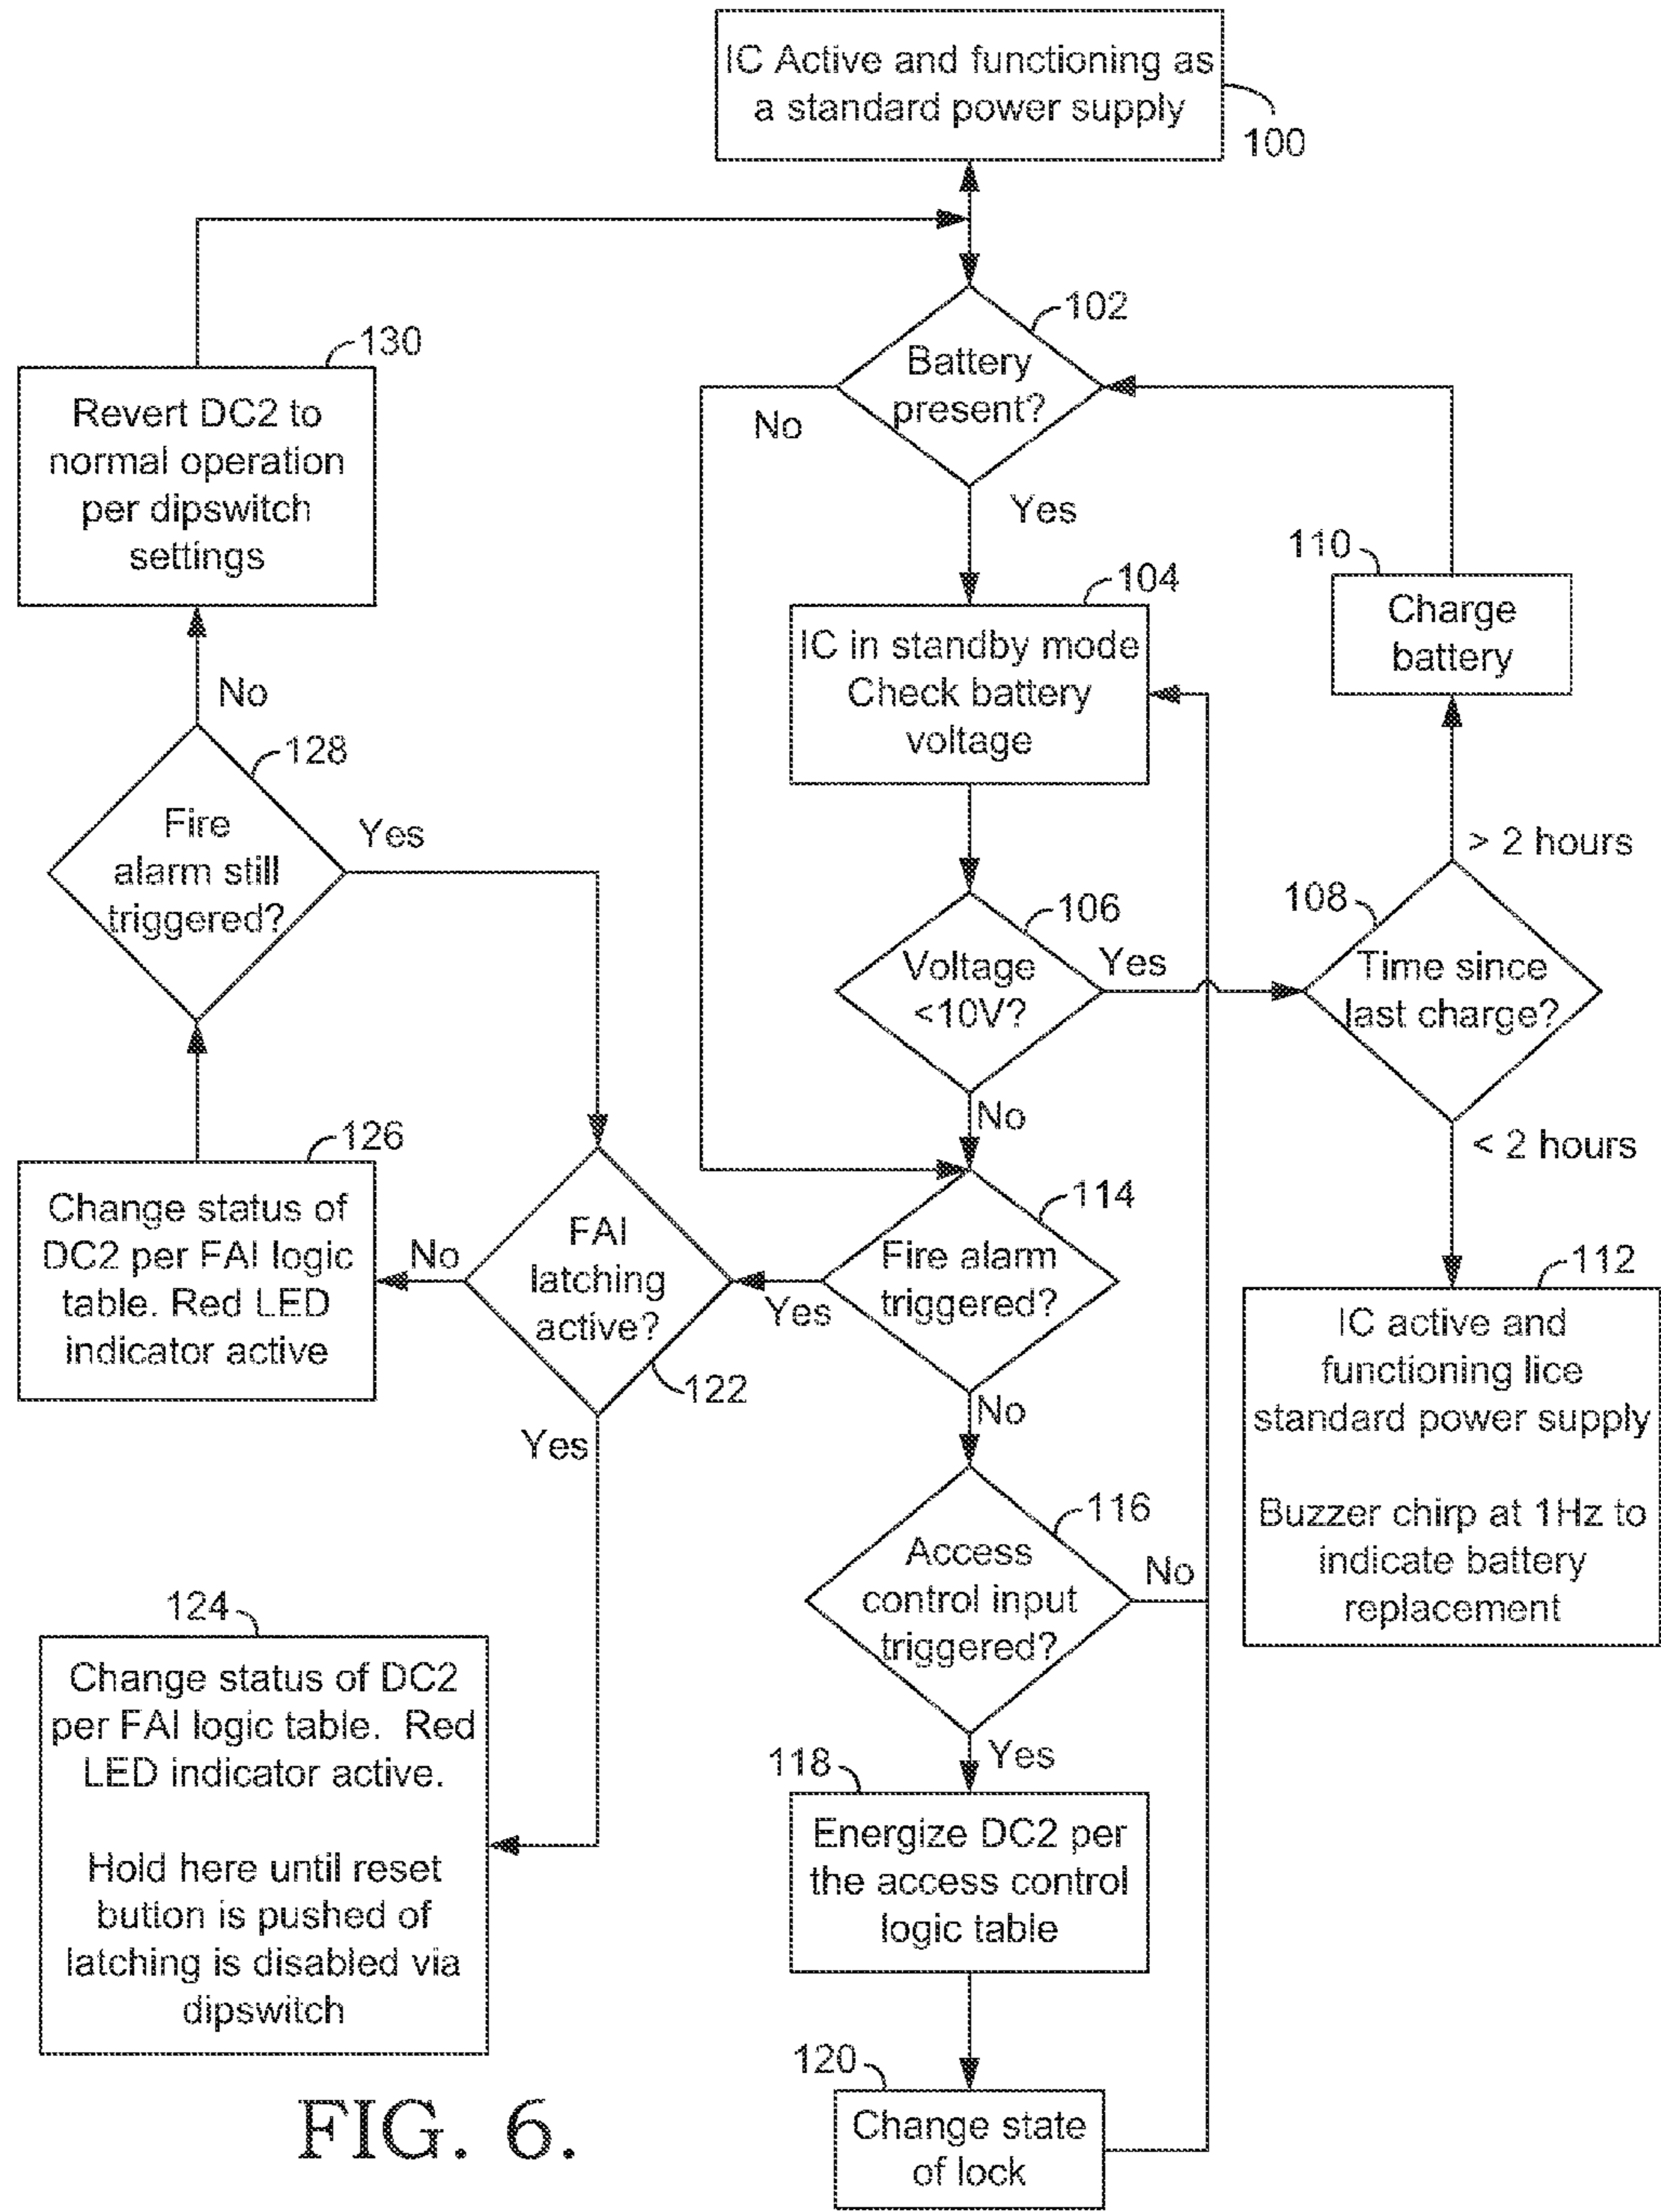 IC Active and functioning as
a standard power supply
100
102
Battery
present?
No
Yes
130
Revert DC2 to
normal operation
per dipswitch
settings
104
IC in standby mode
Check battery
voltage
110
Charge
battery
No
128
Fire
alarm still
triggered?
Yes
> 2 hours
106
Voltage
<10V?
Yes
108
Time since
last charge?
No
< 2 hours
126
Change status of
DC2 per FAI logic
table. Red LED
indicator active
No
FAI
latching
active?
122
Yes
Yes
114
Fire alarm
triggered?
No
112
IC active and
functioning lice
standard power supply
Buzzer chirp at 1Hz to
indicate battery
replacement
116
Access
control input
triggered?
No
Yes
124
Change status of DC2
per FAI logic table. Red
LED indicator active.
Hold here until reset
bution is pushed of
latching is disabled via
dipswitch
118
Energize DC2 per
the access control
logic table
120
Change state
of lock
FIG. 6.